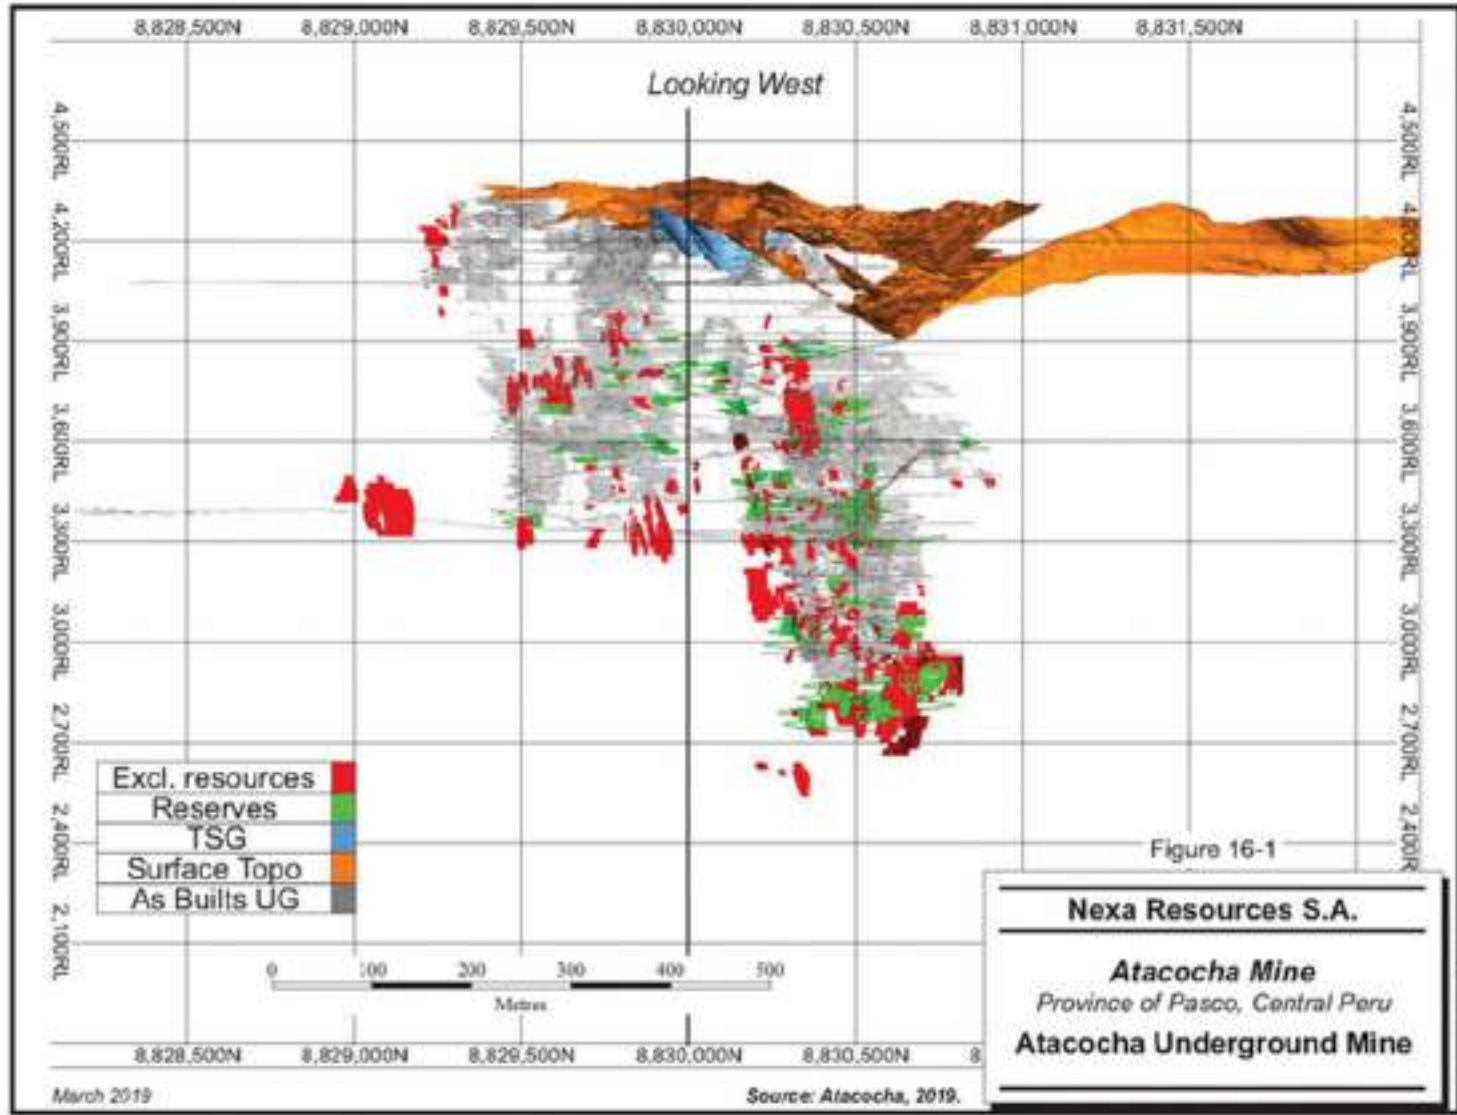 8,828,500N 8,829,000N 8,829,500N 8,830,000N 8,830,500N 8,831,000N 8,831,500N
Looking West
4,500RL 4,500RL
4,200RL 4,200RL
3,900RL 3,900RL
3,600RL 3,600RL
3,300RL 3,300RL
3,000RL 3,000RL
2,700RL 2,700RL
2,400RL 2,400R
2,100RL
Excl. resources
Reserves
TSG
Surface Topo
As Builts UG
0 100 200 300 400 500
Metres
Figure 16-1
Nexa Resources S.A.
Atacocha Mine
Province of Pasco, Central Peru
Atacocha Underground Mine
8,828,500N 8,829,000N 8,829,500N 8,830,000N 8,830,500N 8
March 2019
Source: Atacocha, 2019.